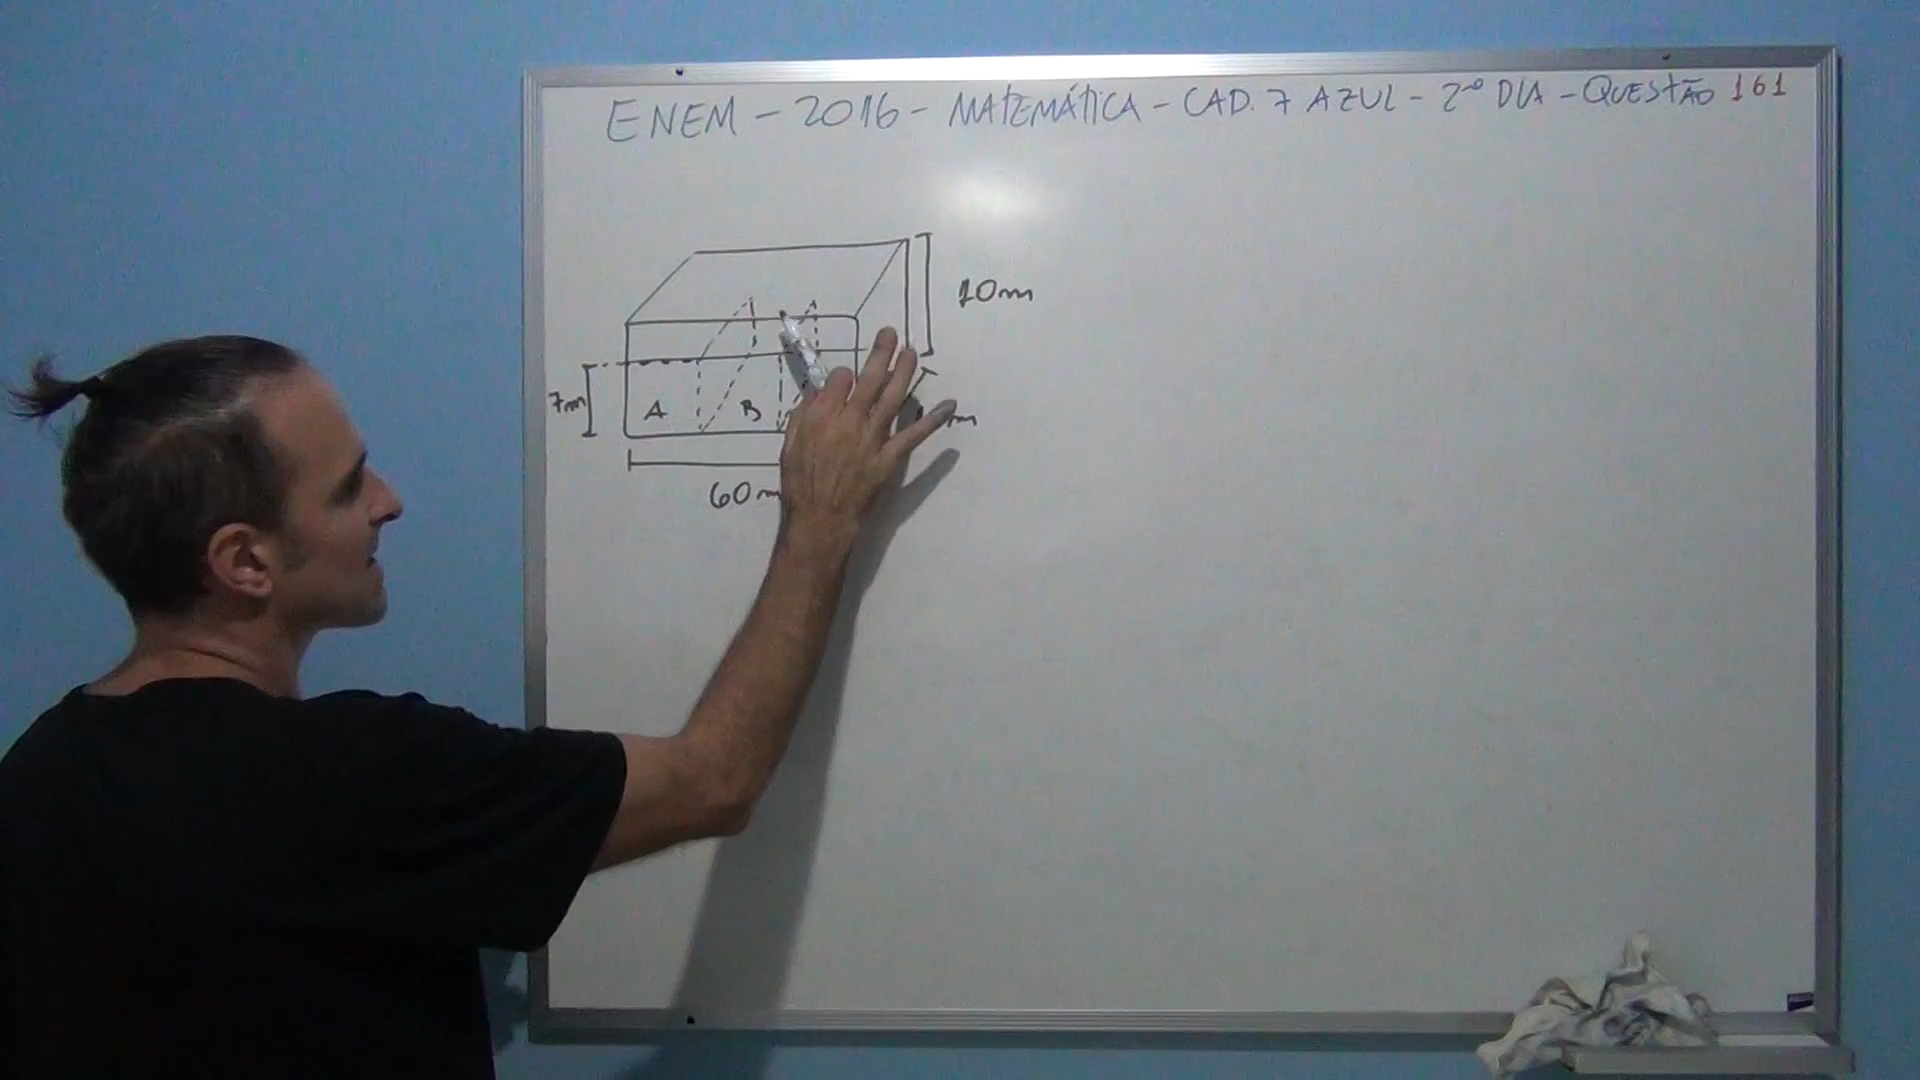 ENEM - 2016 - MATEMÁTICA - CAD. 7 AZUL - 2º DIA - QUESTÃO 161
10m
7m
A
B
60m